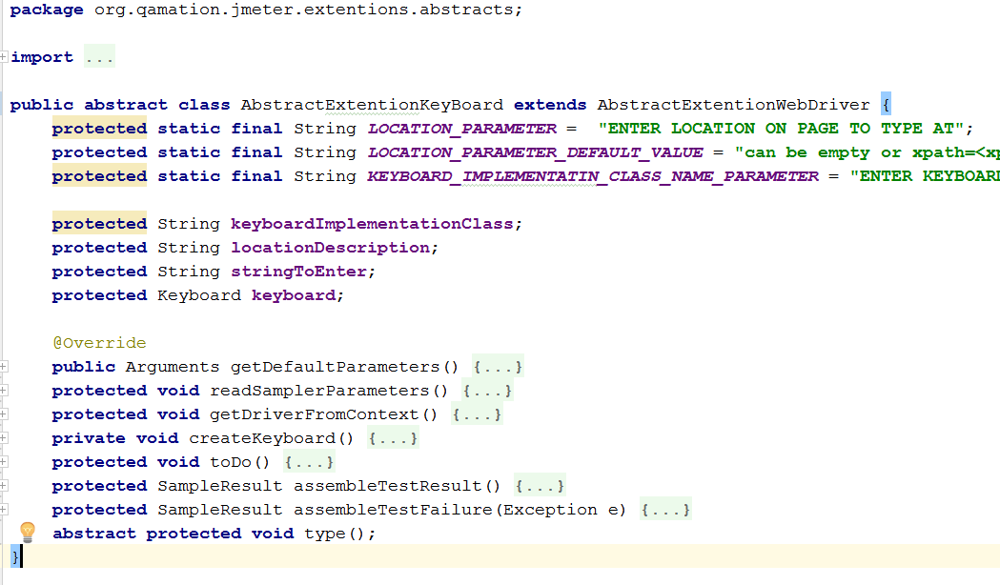 package org.qamation.jmeter.extentions.abstracts;
import ...
public abstract class AbstractExtentionKeyBoard extends AbstractExtentionWebDriver {
protected static final String LOCATION_PARAMETER =  "ENTER LOCATION ON PAGE TO TYPE AT";
protected static final String LOCATION_PARAMETER_DEFAULT_VALUE = "can be empty or xpath=<xp
protected static final String KEYBOARD_IMPLEMENTATIN_CLASS_NAME_PARAMETER = "ENTER KEYBOARD
protected String keyboardImplementationClass;
protected String locationDescription;
protected String stringToEnter;
protected Keyboard keyboard;
@Override
public Arguments getDefaultParameters() {...}
protected void readSamplerParameters() {...}
protected void getDriverFromContext() {...}
private void createKeyboard() {...}
protected void toDo() {...}
protected SampleResult assembleTestResult() {...}
protected SampleResult assembleTestFailure(Exception e) {...}
abstract protected void type();
}